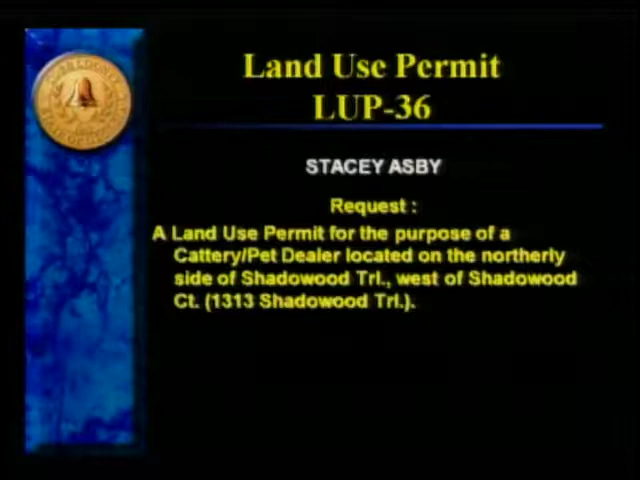 Land Use Permit
LUP-36
STACEY ASBY
Request :
A Land Use Permit for the purpose of a
Cattery/Pet Dealer located on the northerly
side of Shadowood Trl., west of Shadowood
Ct. (1313 Shadowood Trl.).